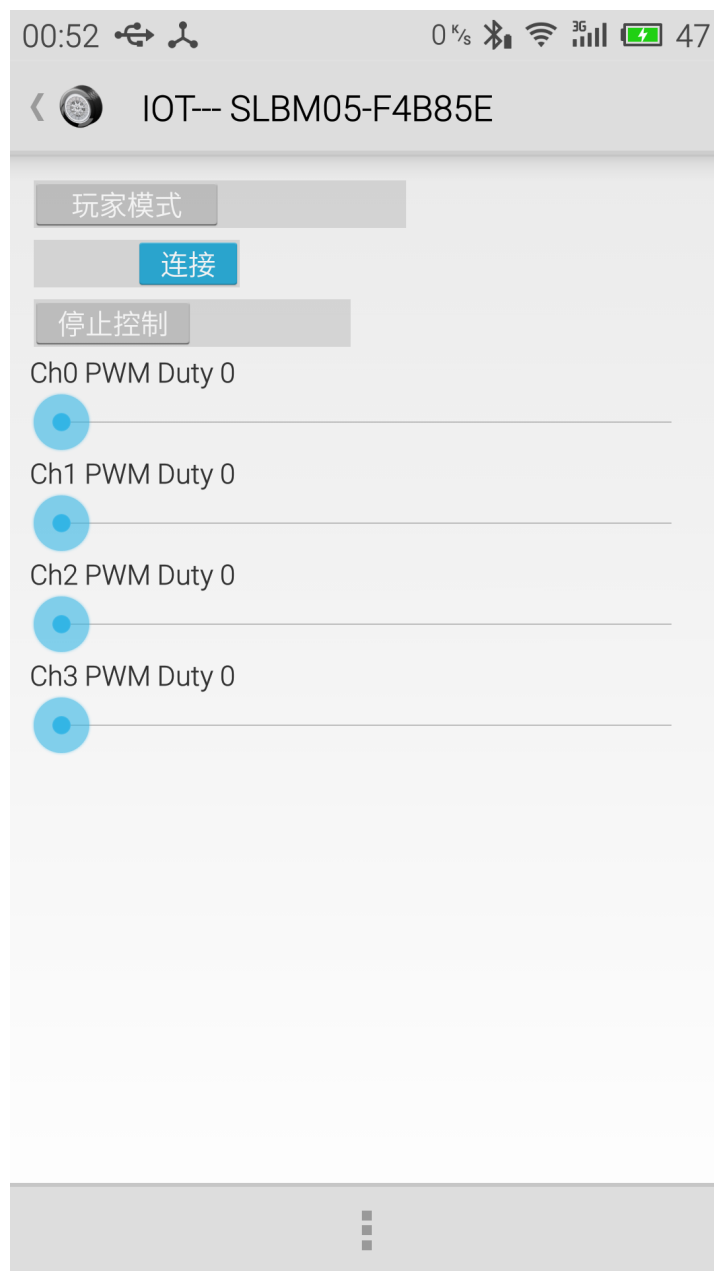 00:52 0 K/s 3G 47
IOT--- SLBM05-F4B85E
玩家模式
连接
停止控制
Ch0 PWM Duty 0
Ch1 PWM Duty 0
Ch2 PWM Duty 0
Ch3 PWM Duty 0